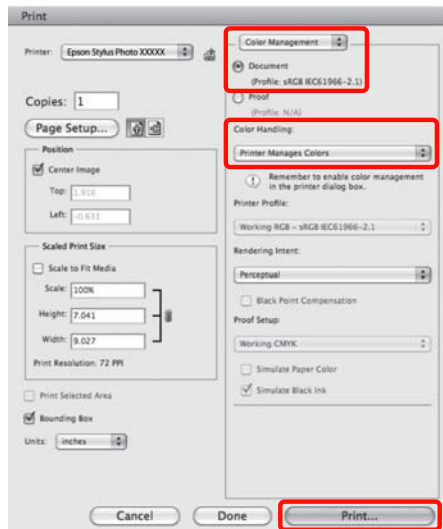 Print
Printer: Epson Stylus Photo XXXXX
Copies: 1
Page Setup...
Position
Center Image
Top: 1.916
Left: -0.631
Scaled Print Size
Scale to Fit Media
Scale: 100%
Height: 7.041
Width: 9.027
Print Resolution: 72 PPI
Print Selected Area
Bounding Box
Units: inches
Color Management
Document
(Profile: sRGB IEC61966-2.1)
Proof
(Profile: N/A)
Color Handling:
Printer Manages Colors
Remember to enable color management
in the printer dialog box.
Printer Profile:
Working RGB - sRGB IEC61966-2.1
Rendering Intent:
Perceptual
Black Point Compensation
Proof Setup:
Working CMYK
Simulate Paper Color
Simulate Black Ink
Cancel
Done
Print...